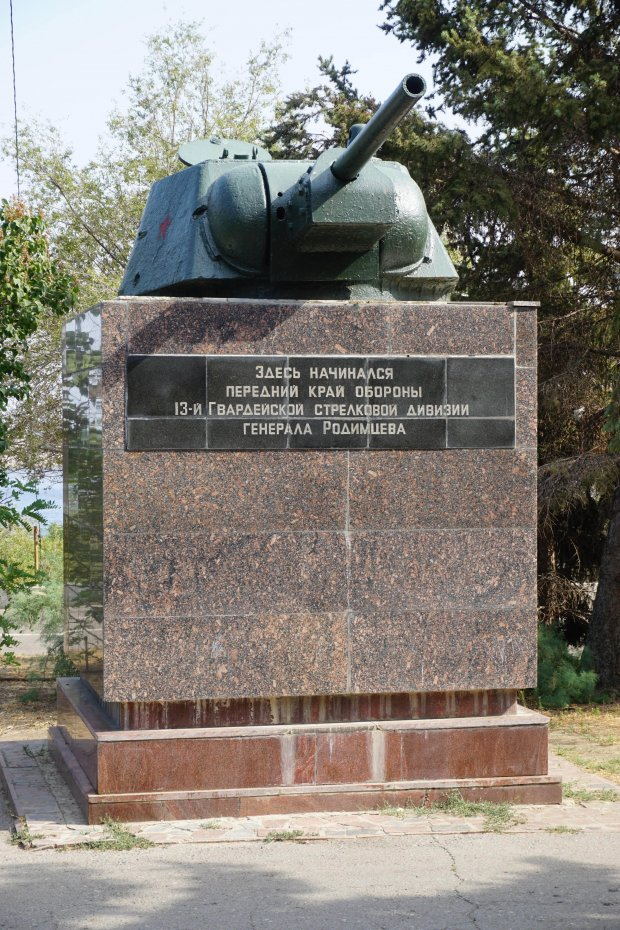 Здесь начинался
передний край обороны
13-й Гвардейской стрелковой дивизии
генерала Родимцева